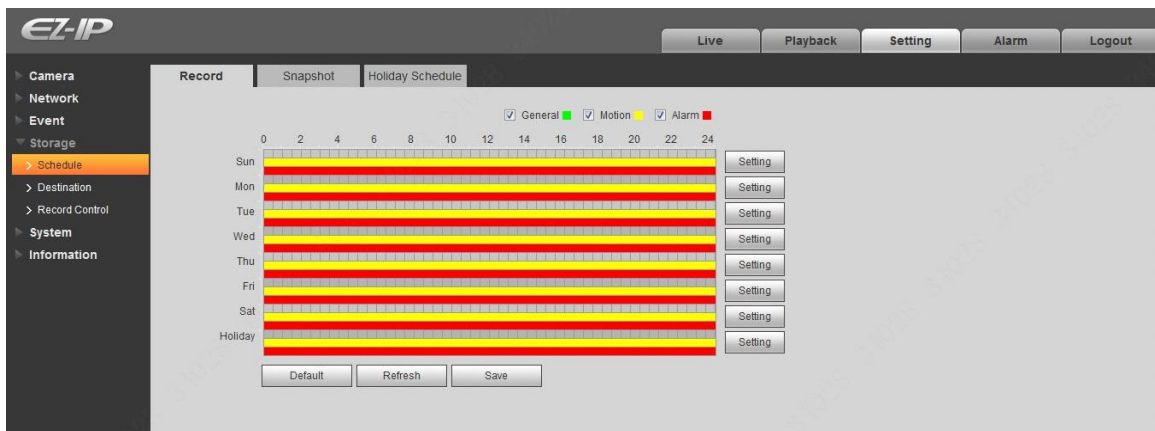 EZ-IP
Live Playback Setting Alarm Logout
Camera
Network
Event
Storage
> Schedule
> Destination
> Record Control
System
Information
Record Snapshot Holiday Schedule
General Motion Alarm
0 2 4 6 8 10 12 14 16 18 20 22 24
Sun Setting
Mon Setting
Tue Setting
Wed Setting
Thu Setting
Fri Setting
Sat Setting
Holiday Setting
Default Refresh Save